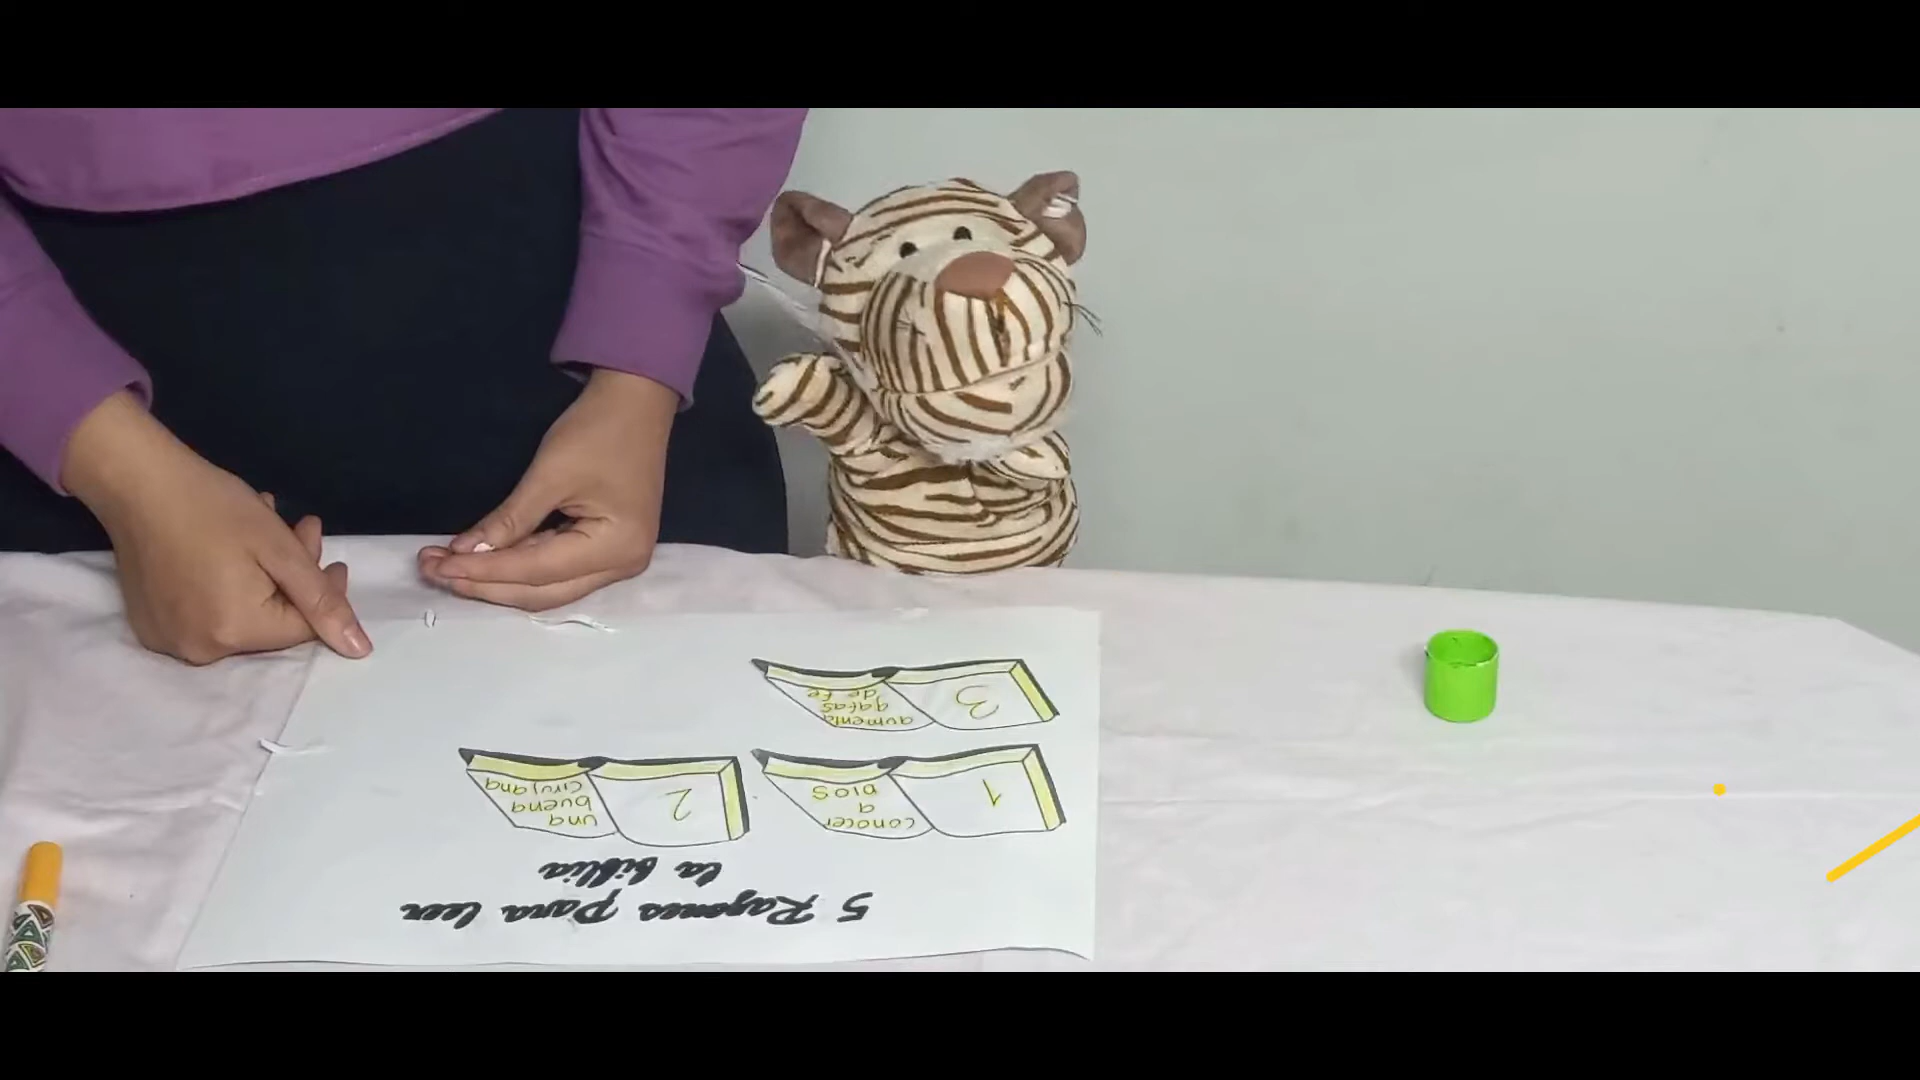 5 Razones Para leer
la biblia
1
conocer
a
DIOS
2
una
buena
cirujana
3
aumenta
gafas
de fe